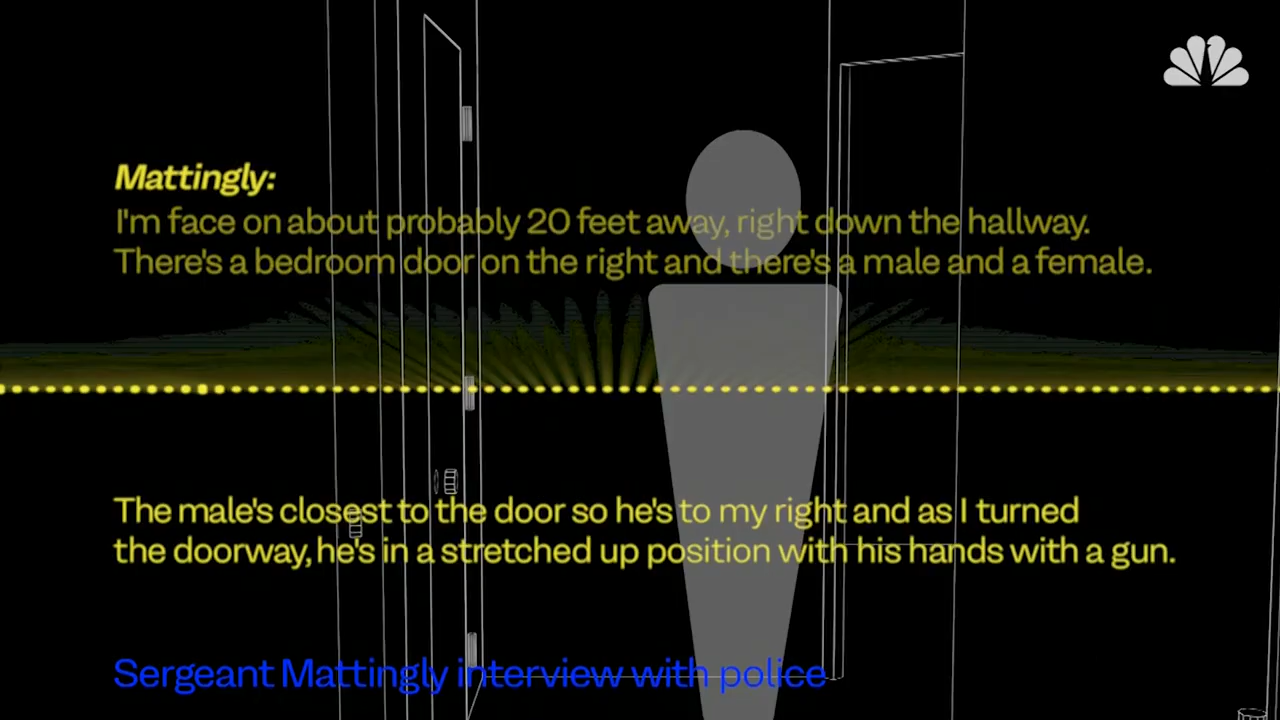 Mattingly:
I'm face on about probably 20 feet away, right down the hallway.
There's a bedroom door on the right and there's a male and a female.
The male's closest to the door so he's to my right and as I turned
the doorway, he's in a stretched up position with his hands with a gun.
Sergeant Mattingly interview with police